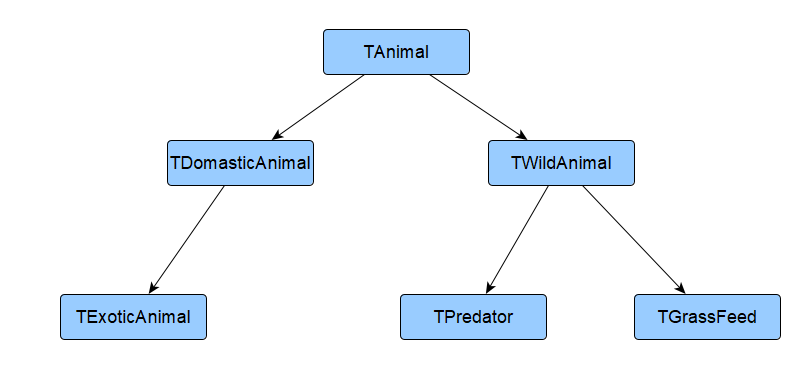 TAnimal
TDomasticAnimal
TWildAnimal
TExoticAnimal
TPredator
TGrassFeed